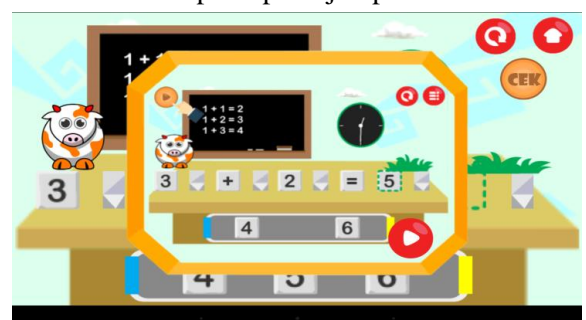 1 + 1
1
CEK
1 + 1 = 2
1 + 2 = 3
1 + 3 = 4
3
3 + 2 = 5
4 6
4 5 6